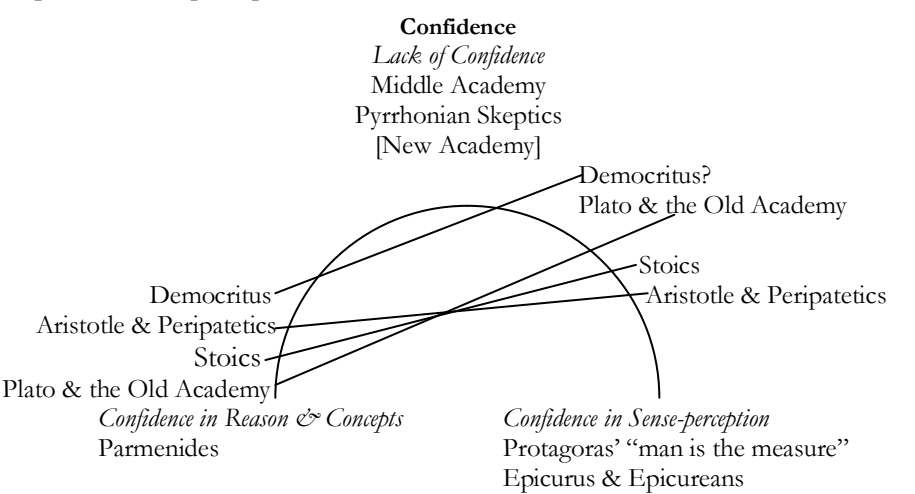 Confidence
Lack of Confidence
Middle Academy
Pyrrhonian Skeptics
[New Academy]
Democritus?
Plato & the Old Academy
Stoics
Democritus
Aristotle & Peripatetics
Aristotle & Peripatetics
Stoics
Plato & the Old Academy
Confidence in Reason & Concepts
Parmenides
Confidence in Sense-perception
Protagoras’ “man is the measure”
Epicurus & Epicureans